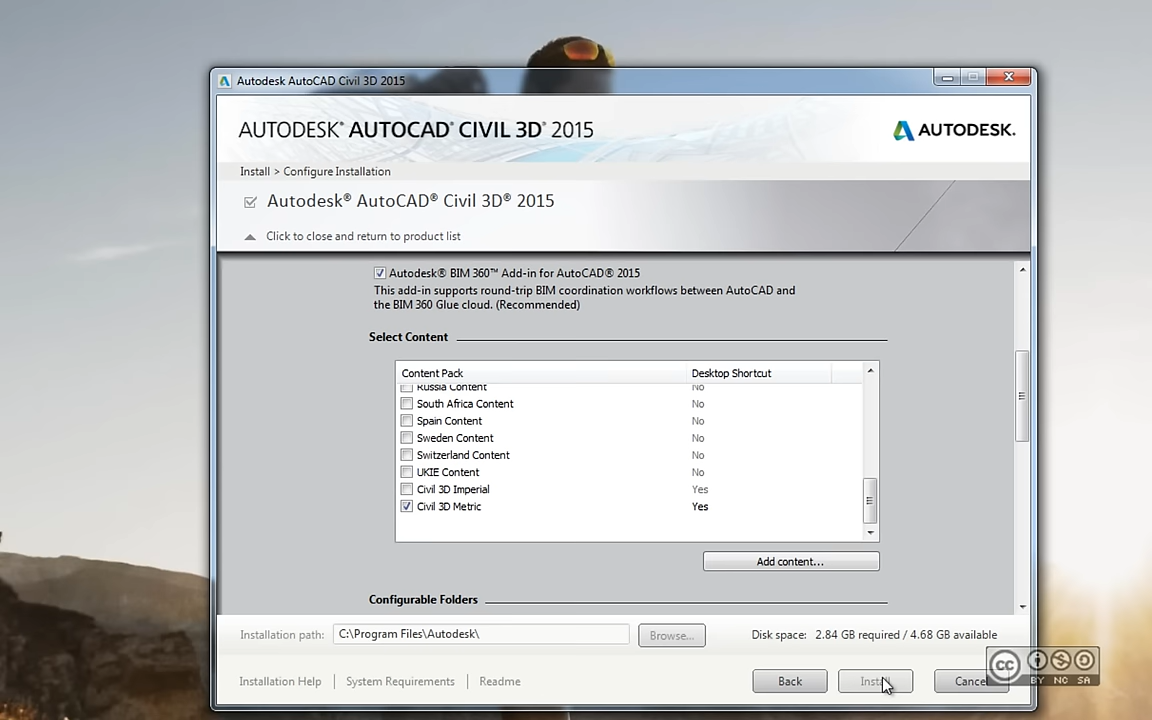 Autodesk AutoCAD Civil 3D 2015
AUTODESK® AUTOCAD® CIVIL 3D® 2015
AUTODESK.
Install > Configure Installation
Autodesk® AutoCAD® Civil 3D® 2015
Click to close and return to product list
Autodesk® BIM 360™ Add-in for AutoCAD® 2015
This add-in supports round-trip BIM coordination workflows between AutoCAD and
the BIM 360 Glue cloud. (Recommended)
Select Content
Content Pack Desktop Shortcut
Russia Content No
South Africa Content No
Spain Content No
Sweden Content No
Switzerland Content No
UKIE Content No
Civil 3D Imperial Yes
Civil 3D Metric Yes
Add content...
Configurable Folders
Installation path: C:\Program Files\Autodesk\ Browse... Disk space: 2.84 GB required / 4.68 GB available
Installation Help System Requirements Readme Back
cc BY NC SA